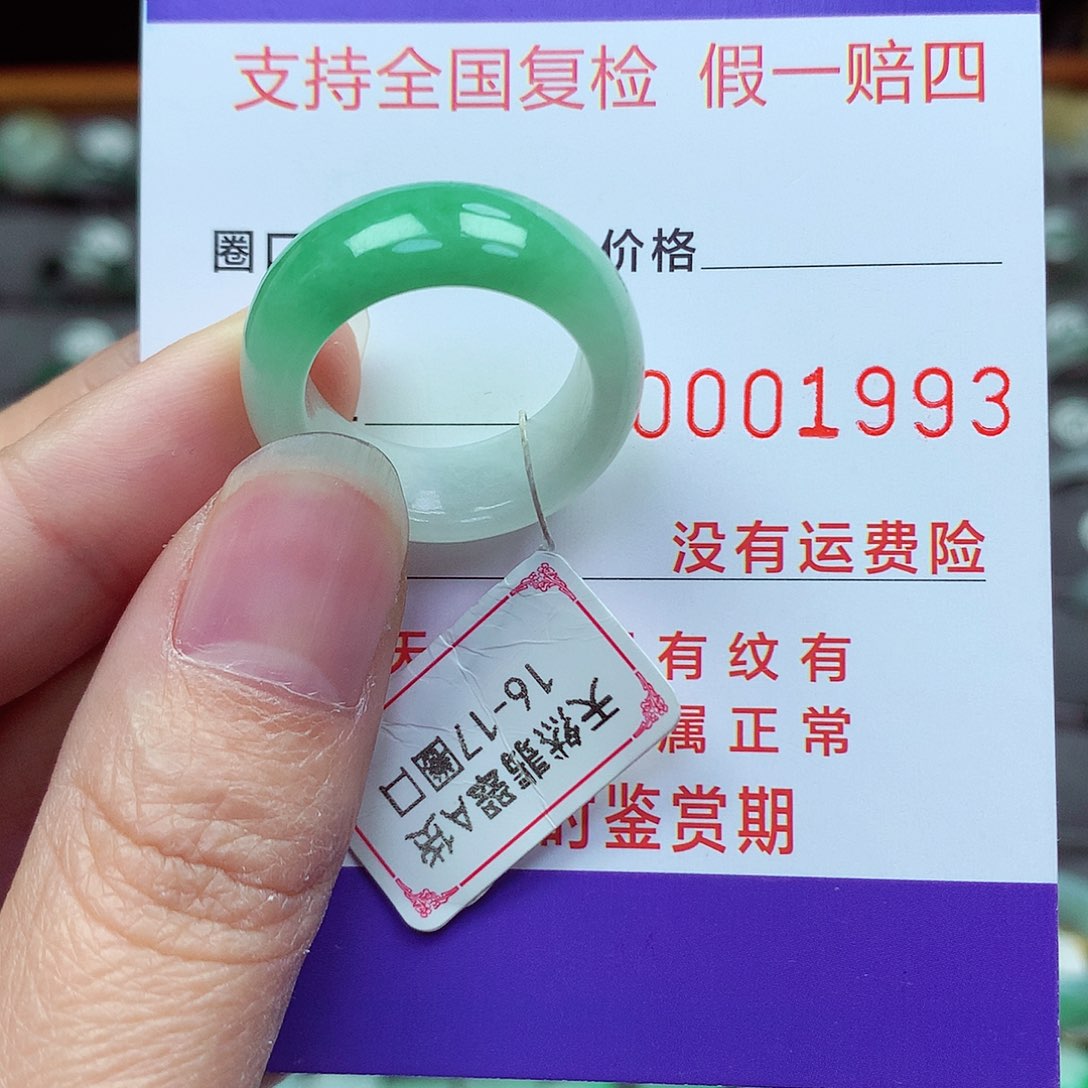 支持全国复检 假一赔四
圈口
价格
0001993
没有运费险
天
有纹有
属正常
时鉴赏期
天然翡翠A货
16-17圈口